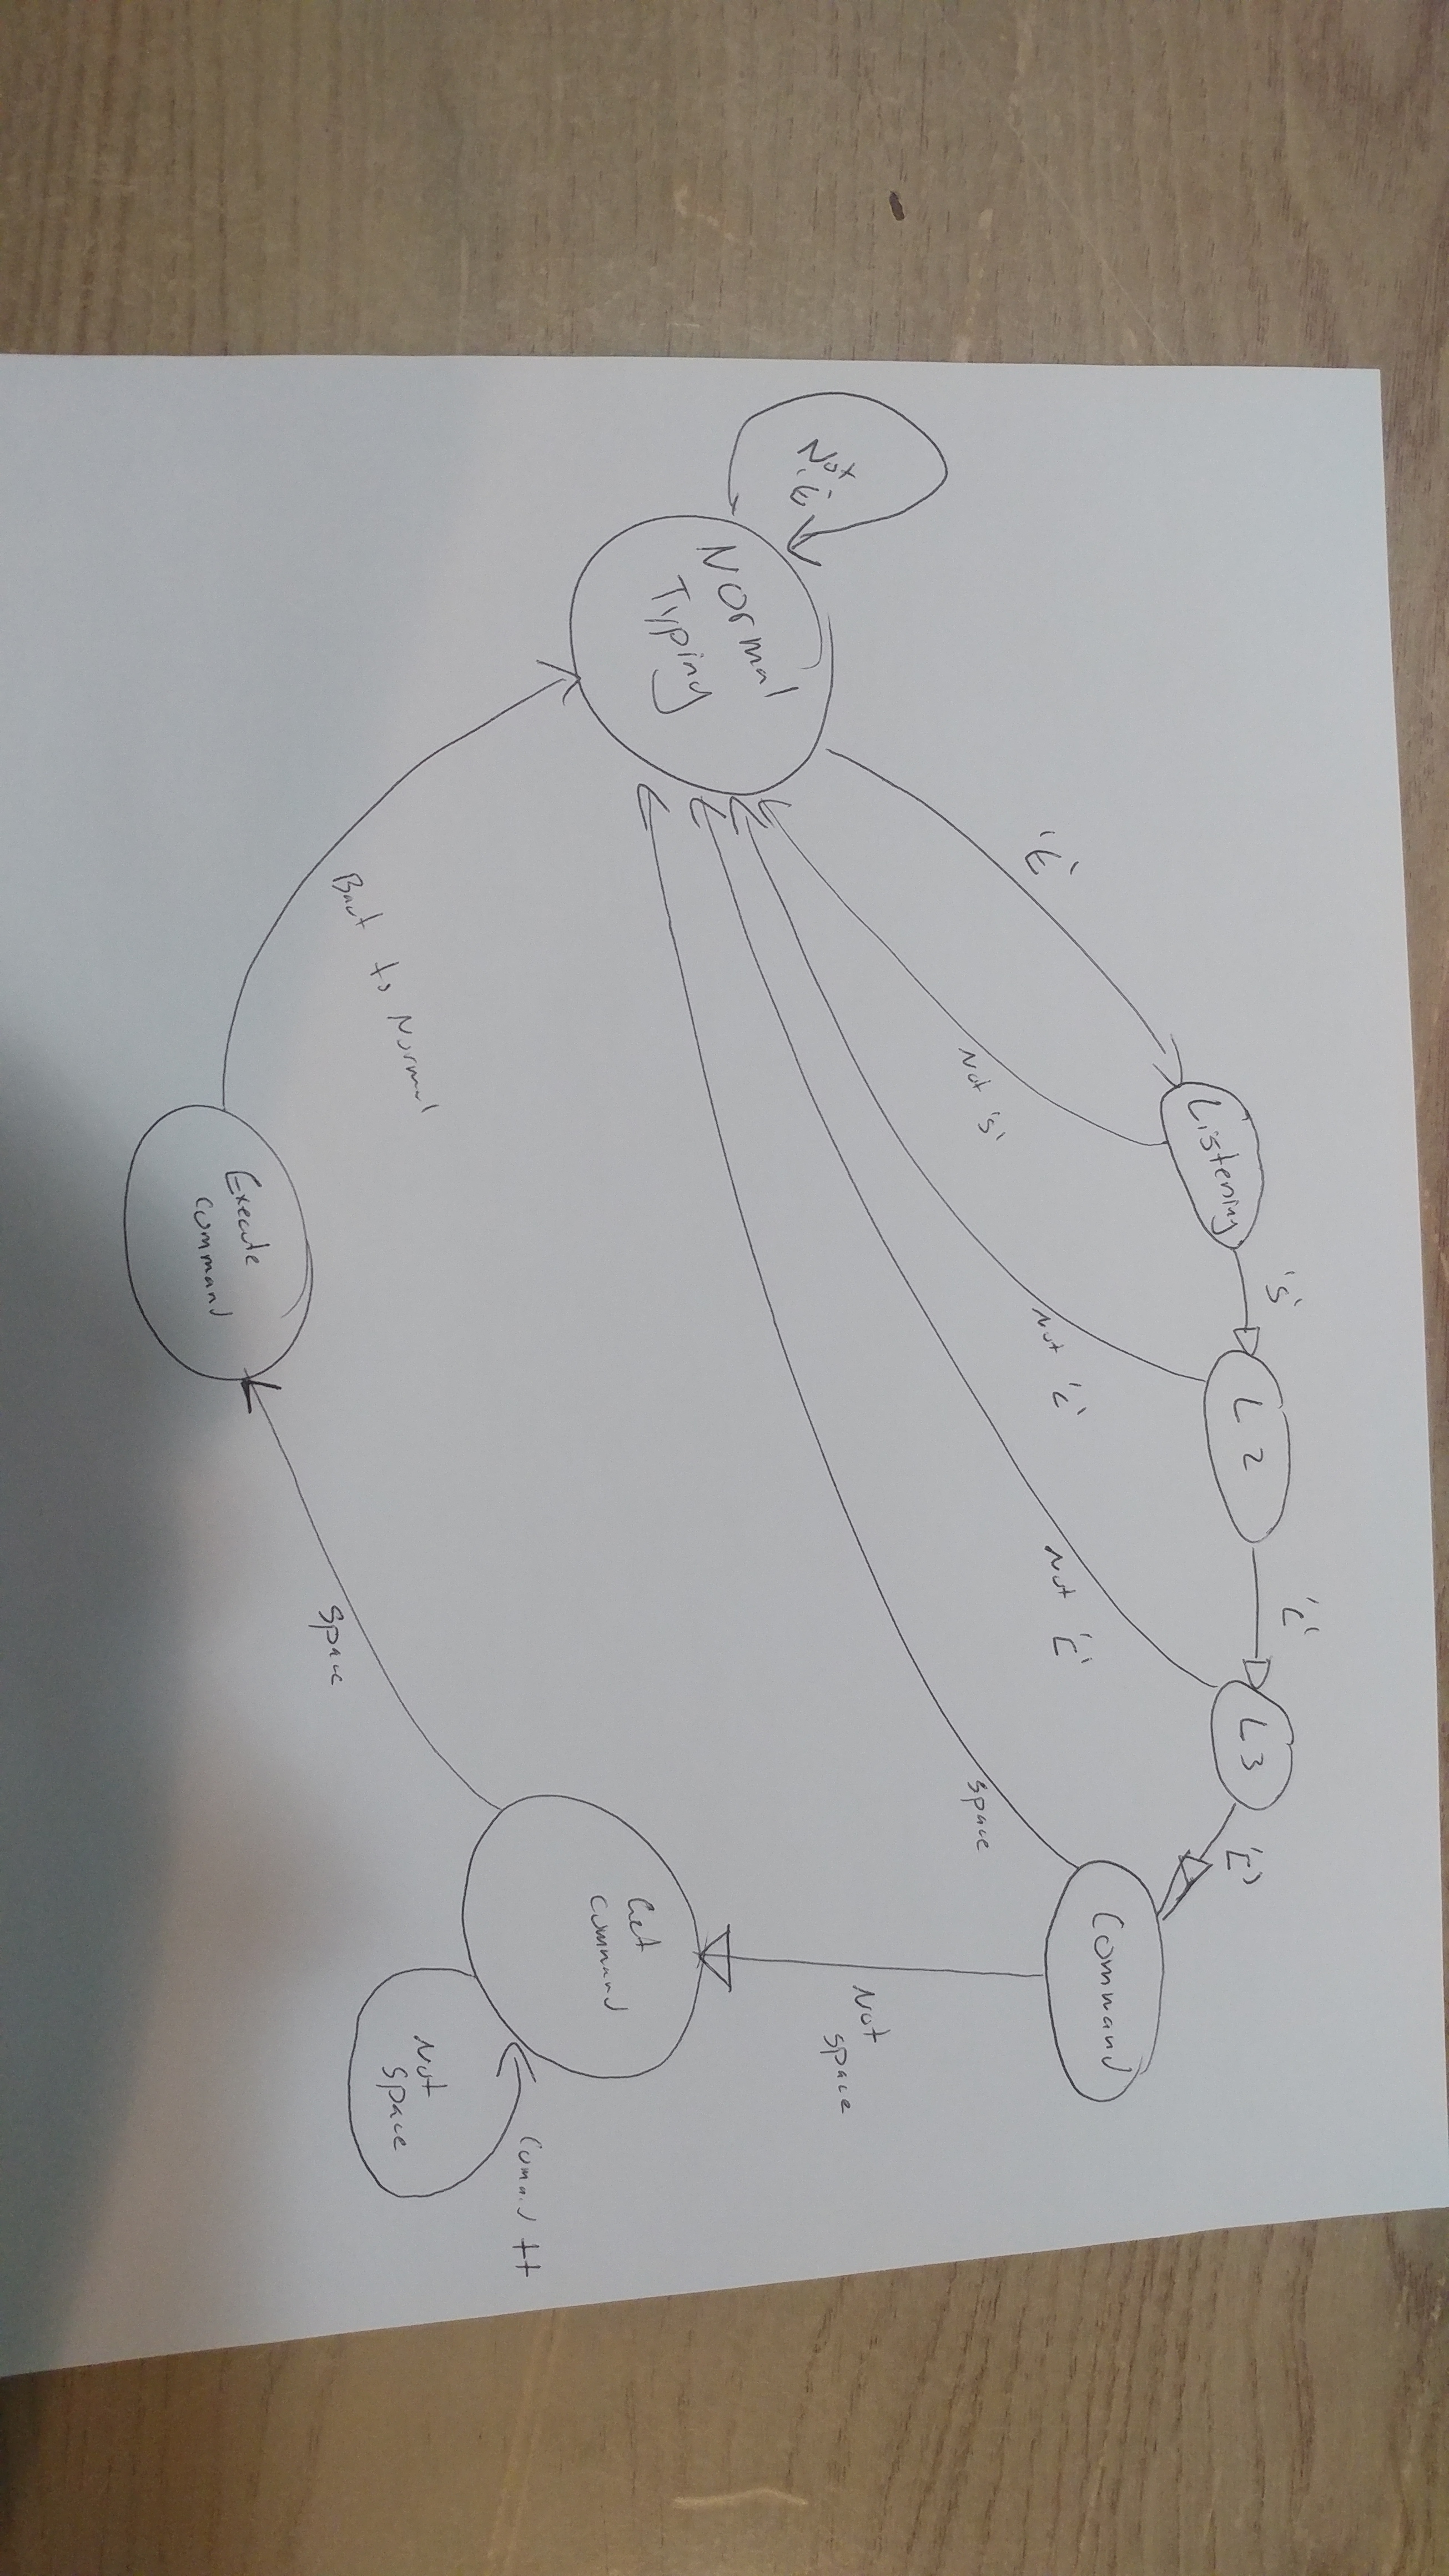 'E'
Listening
's'
L2
'c'
L3
'['
Command
Not 's'
Not 'c'
Not '['
space
Not
'E'
Normal
Typing
Not
space
Get
command
Not
space
++
Back to Normal
space
Execute
command